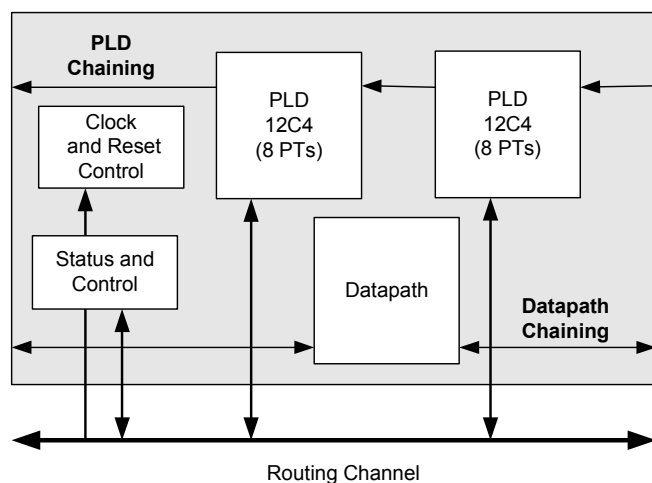 PLD
Chaining
PLD
12C4
(8 PTs)
PLD
12C4
(8 PTs)
Clock
and Reset
Control
Status and
Control
Datapath
Datapath
Chaining
Routing Channel